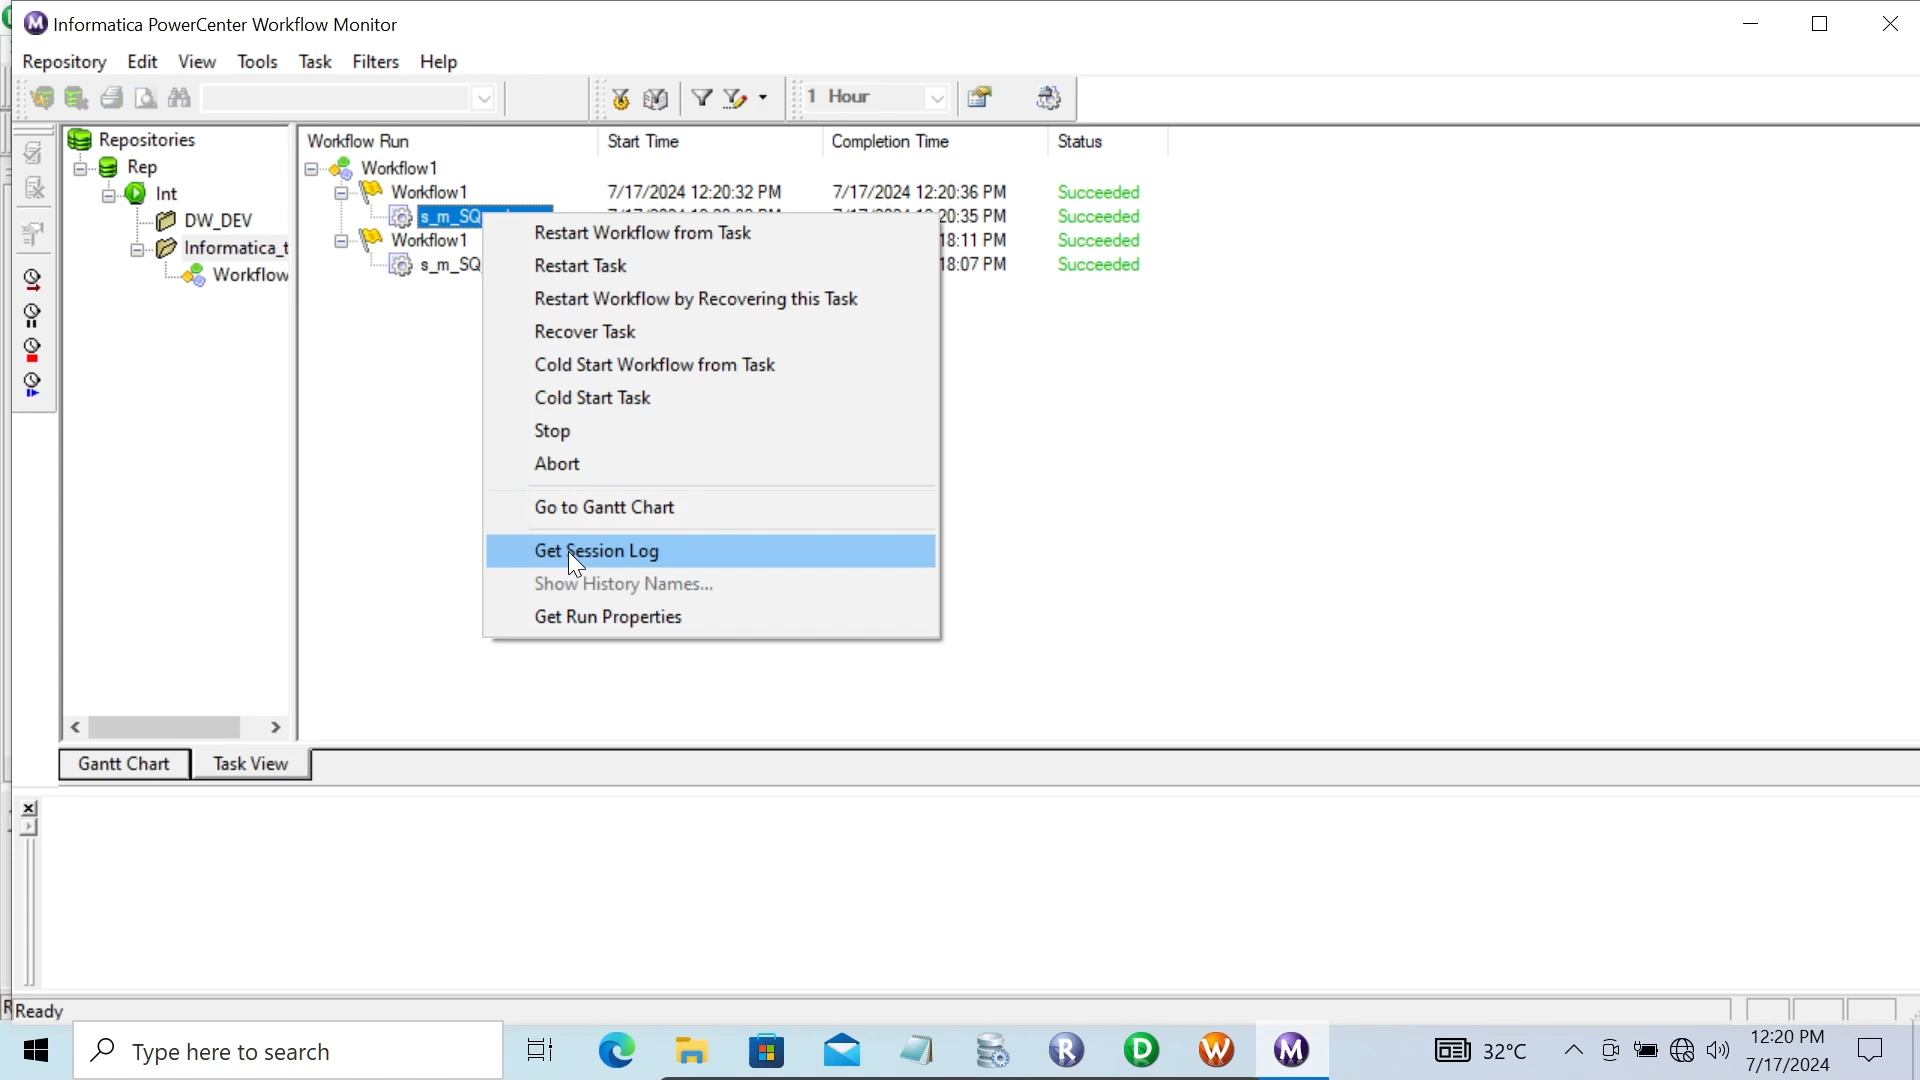 Informatica PowerCenter Workflow Monitor
Repository Edit View Tools Task Filters Help
1 Hour
Repositories
Rep
Int
DW_DEV
Informatica_t
Workflow
Workflow Run Start Time Completion Time Status
Workflow1
Workflow1 7/17/2024 12:20:32 PM 7/17/2024 12:20:36 PM Succeeded
s_m_SQ 20:35 PM Succeeded
Workflow1 18:11 PM Succeeded
s_m_SQ 18:07 PM Succeeded
Restart Workflow from Task
Restart Task
Restart Workflow by Recovering this Task
Recover Task
Cold Start Workflow from Task
Cold Start Task
Stop
Abort
Go to Gantt Chart
Get Session Log
Show History Names...
Get Run Properties
Gantt Chart Task View
Ready
Type here to search
R D W M
32°C
12:20 PM
7/17/2024